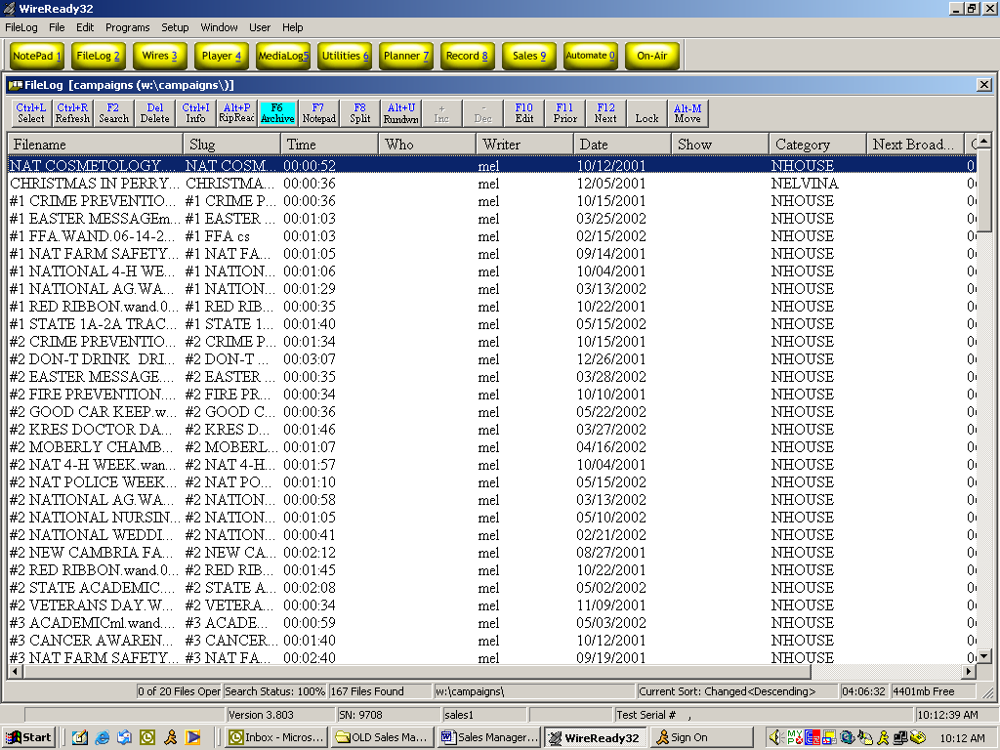 WireReady32
FileLog File Edit Programs Setup Window User Help
NotePad 1 FileLog 2 Wires 3 Player 4 MediaLog5 Utilities 6 Planner 7 Record 8 Sales 9 Automate 0 On-Air
FileLog [campaigns (w:\campaigns\)]
Ctrl+L Ctrl+R F2 Del Ctrl+I Alt+P F6 F7 F8 Alt+U + - F10 F11 F12 Alt-M
Select Refresh Search Delete Info RipRead Archive Notepad Split Rundwn Inc Dec Edit Prior Next Lock Move
Filename Slug Time Who Writer Date Show Category Next Broad... C
NAT COSMETOLOGY.... NAT COSM... 00:00:52 mel 10/12/2001 NHOUSE 0
CHRISTMAS IN PERRY... CHRISTMA... 00:00:36 mel 12/05/2001 NELVINA 0
#1 CRIME PREVENTIO... #1 CRIME P... 00:00:36 mel 10/15/2001 NHOUSE 0
#1 EASTER MESSAGEm... #1 EASTER ... 00:01:03 mel 03/25/2002 NHOUSE 0
#1 FFA.WAND.06-14-2... #1 FFA cs 00:01:03 mel 02/15/2002 NHOUSE 0
#1 NAT FARM SAFETY... #1 NAT FA... 00:01:05 mel 09/14/2001 NHOUSE 0
#1 NATIONAL 4-H WE... #1 NATION... 00:01:06 mel 10/04/2001 NHOUSE 0
#1 NATIONAL AG.WA... #1 NATION... 00:01:29 mel 03/13/2002 NHOUSE 0
#1 RED RIBBON.wand.0... #1 RED RIB... 00:00:35 mel 10/22/2001 NHOUSE 0
#1 STATE 1A-2A TRAC... #1 STATE 1... 00:01:40 mel 05/15/2002 NHOUSE 0
#2 CRIME PREVENTIO... #2 CRIME P... 00:01:34 mel 10/15/2001 NHOUSE 0
#2 DON-T DRINK DRI... #2 DON-T ... 00:03:07 mel 12/26/2001 NHOUSE 0
#2 EASTER MESSAGE.... #2 EASTER ... 00:00:35 mel 03/28/2002 NHOUSE 0
#2 FIRE PREVENTION.... #2 FIRE PR... 00:00:34 mel 10/10/2001 NHOUSE 0
#2 GOOD CAR KEEP.w... #2 GOOD C... 00:00:36 mel 05/22/2002 NHOUSE 0
#2 KRES DOCTOR DA... #2 KRES D... 00:01:46 mel 03/27/2002 NHOUSE 0
#2 MOBERLY CHAMB... #2 MOBERL... 00:01:07 mel 04/16/2002 NHOUSE 0
#2 NAT 4-H WEEK.wan... #2 NAT 4-H... 00:01:57 mel 10/04/2001 NHOUSE 0
#2 NAT POLICE WEEK... #2 NAT PO... 00:01:10 mel 05/15/2002 NHOUSE 0
#2 NATIONAL AG.WA... #2 NATION... 00:00:58 mel 03/13/2002 NHOUSE 0
#2 NATIONAL NURSIN... #2 NATION... 00:01:05 mel 05/10/2002 NHOUSE 0
#2 NATIONAL WEDDI... #2 NATION... 00:00:41 mel 02/21/2002 NHOUSE 0
#2 NEW CAMBRIA FA... #2 NEW CA... 00:02:12 mel 08/27/2001 NHOUSE 0
#2 RED RIBBON.wand.0... #2 RED RIB... 00:01:45 mel 10/22/2001 NHOUSE 0
#2 STATE ACADEMIC.... #2 STATE A... 00:02:08 mel 05/02/2002 NHOUSE 0
#2 VETERANS DAY.W... #2 VETERA... 00:00:34 mel 11/09/2001 NHOUSE 0
#3 ACADEMICml.wand.... #3 ACADE... 00:00:59 mel 05/03/2002 NHOUSE 0
#3 CANCER AWAREN... #3 CANCER... 00:01:40 mel 10/12/2001 NHOUSE 0
#3 NAT FARM SAFETY... #3 NAT FA... 00:02:40 mel 09/19/2001 NHOUSE 0
0 of 20 Files Oper Search Status: 100% 167 Files Found w:\campaigns\ Current Sort: Changed<Descending> 04:06:32 4401mb Free
Version 3.803 SN: 9708 sales1 Test Serial # , 10:12:39 AM
Start Inbox - Micros... OLD Sales Ma... Sales Manager... WireReady32 Sign On 10:12 AM